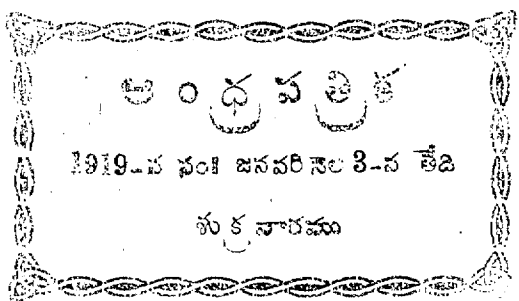 ఆంధ్రపత్రిక
1919-న సం॥ జనవరి నెల 3-న తేది
శుక్రవారము